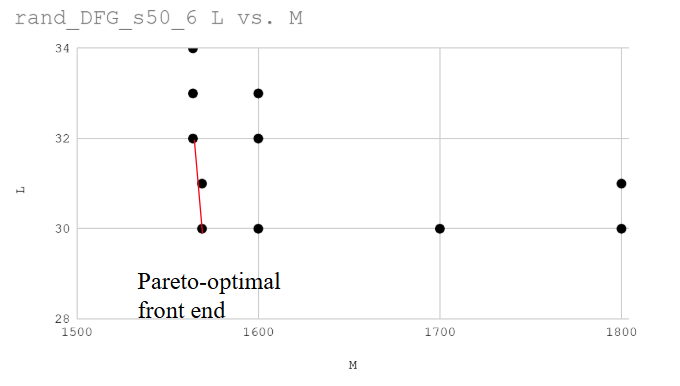 rand_DFG_s50_6 L vs. M
34
32
30
28
L
Pareto-optimal
front end
1500 1600 1700 1800
M